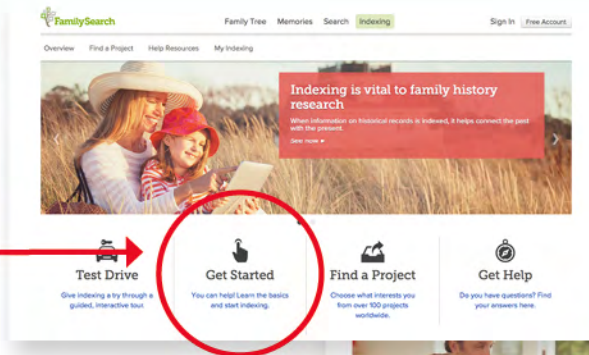 FamilySearch
Family Tree Memories Search Indexing
Sign In Free Account
Overview Find a Project Help Resources My Indexing
Indexing is vital to family history
research
When information on historical records is indexed, it helps connect the past
with the present.
See now
Test Drive
Give indexing a try through a
guided, interactive tour.
Get Started
You can help! Learn the basics
and start indexing.
Find a Project
Choose what interests you
from over 100 projects
worldwide.
Get Help
Do you have questions? Find
your answers here.